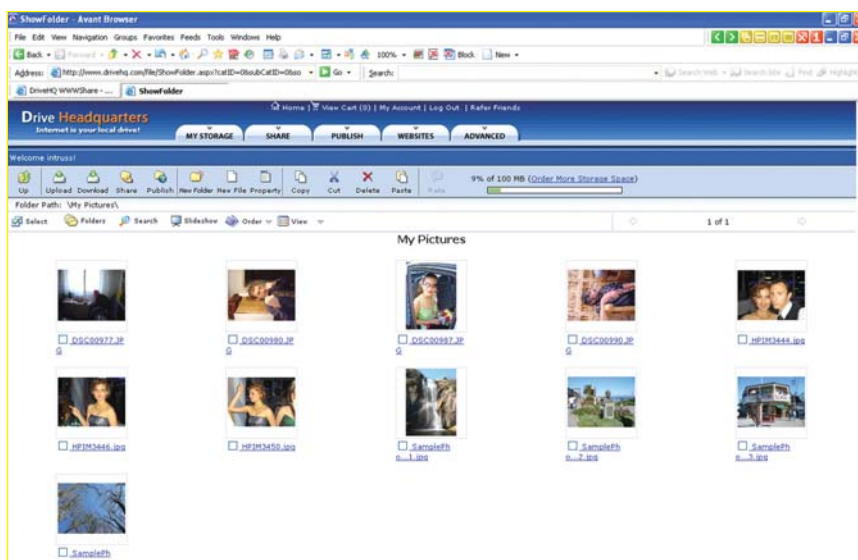 ShowFolder - Avant Browser
File Edit View Navigation Groups Favorites Feeds Tools Windows Help
Back Forward 100% Block New
Address: http://www.drivehq.com/file/ShowFolder.aspx?catID=0&subCatID=0&so Go Search:
Search Web Search Site Find Highlight
DriveHQ WWWShare - ... ShowFolder
Home | View Cart (0) | My Account | Log Out | Refer Friends
Drive Headquarters
Internet is your local drive!
MY STORAGE SHARE PUBLISH WEBSITES ADVANCED
Welcome intruss!
9% of 100 MB (Order More Storage Space)
Up Upload Download Share Publish New Folder New File Property Copy Cut Delete Paste
Folder Path: \My Pictures\
Select Folders Search Slideshow Order View 1 of 1
My Pictures
DSC00977.JP
G
DSC00980.JP
G
DSC00987.JP
G
DSC00990.JP
G
HPIM3444.jpg
HPIM3446.jpg
HPIM3450.jpg
SamplePh
o...1.jpg
SamplePh
o...2.jpg
SamplePh
o...3.jpg
SamplePh